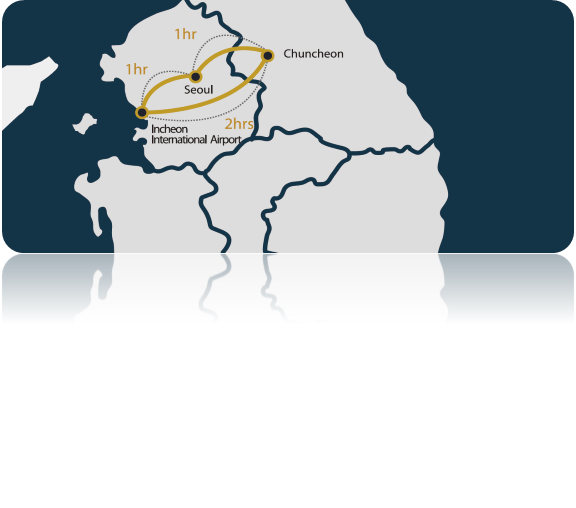 1hr
Chuncheon
1hr
Seoul
2hrs
Incheon
International Airport